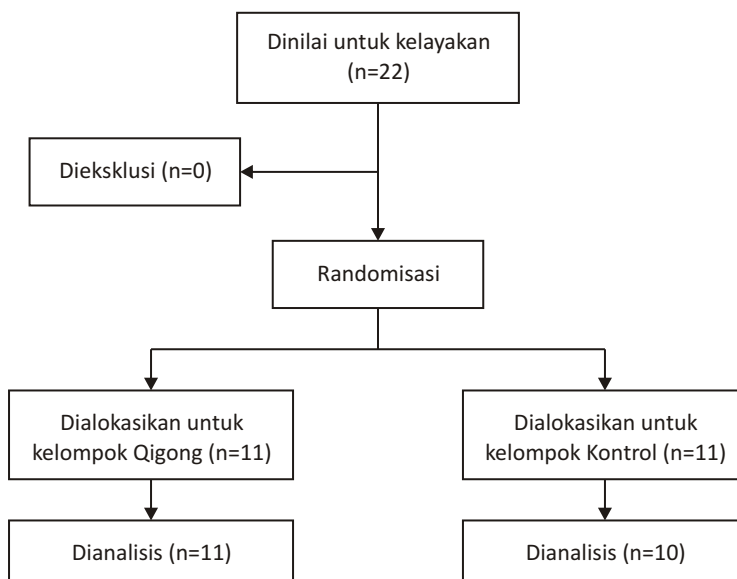 Dinilai untuk kelayakan
(n=22)
Dieksklusi (n=0)
Randomisasi
Dialokasikan untuk
kelompok Qigong (n=11)
Dialokasikan untuk
kelompok Kontrol (n=11)
Dianalisis (n=11)
Dianalisis (n=10)